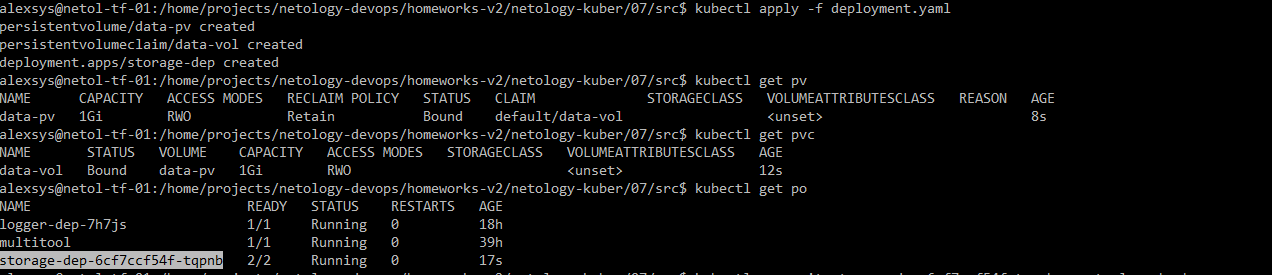 alexsys@netol-tf-01:/home/projects/netology-devops/homeworks-v2/netology-kuber/07/src$ kubectl apply -f deployment.yaml
persistentvolume/data-pv created
persistentvolumeclaim/data-vol created
deployment.apps/storage-dep created
alexsys@netol-tf-01:/home/projects/netology-devops/homeworks-v2/netology-kuber/07/src$ kubectl get pv
NAME CAPACITY ACCESS MODES RECLAIM POLICY STATUS CLAIM STORAGECLASS VOLUMEATTRIBUTESCLASS REASON AGE
data-pv 1Gi RWO Retain Bound default/data-vol <unset> 8s
alexsys@netol-tf-01:/home/projects/netology-devops/homeworks-v2/netology-kuber/07/src$ kubectl get pvc
NAME STATUS VOLUME CAPACITY ACCESS MODES STORAGECLASS VOLUMEATTRIBUTESCLASS AGE
data-vol Bound data-pv 1Gi RWO <unset> 12s
alexsys@netol-tf-01:/home/projects/netology-devops/homeworks-v2/netology-kuber/07/src$ kubectl get po
NAME READY STATUS RESTARTS AGE
logger-dep-7h7js 1/1 Running 0 18h
multitool 1/1 Running 0 39h
storage-dep-6cf7ccf54f-tqpnb 2/2 Running 0 17s